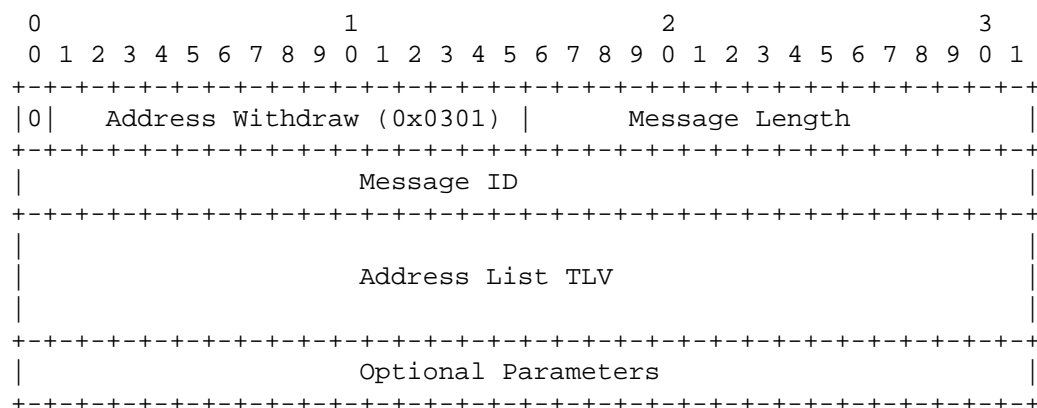 0                   1                   2                   3
 0 1 2 3 4 5 6 7 8 9 0 1 2 3 4 5 6 7 8 9 0 1 2 3 4 5 6 7 8 9 0 1
+-+-+-+-+-+-+-+-+-+-+-+-+-+-+-+-+-+-+-+-+-+-+-+-+-+-+-+-+-+-+-+-+
|0|   Address Withdraw (0x0301) |      Message Length           |
+-+-+-+-+-+-+-+-+-+-+-+-+-+-+-+-+-+-+-+-+-+-+-+-+-+-+-+-+-+-+-+-+
|                     Message ID                                |
+-+-+-+-+-+-+-+-+-+-+-+-+-+-+-+-+-+-+-+-+-+-+-+-+-+-+-+-+-+-+-+-+
|                                                               |
|                     Address List TLV                          |
|                                                               |
+-+-+-+-+-+-+-+-+-+-+-+-+-+-+-+-+-+-+-+-+-+-+-+-+-+-+-+-+-+-+-+-+
|                     Optional Parameters                       |
+-+-+-+-+-+-+-+-+-+-+-+-+-+-+-+-+-+-+-+-+-+-+-+-+-+-+-+-+-+-+-+-+